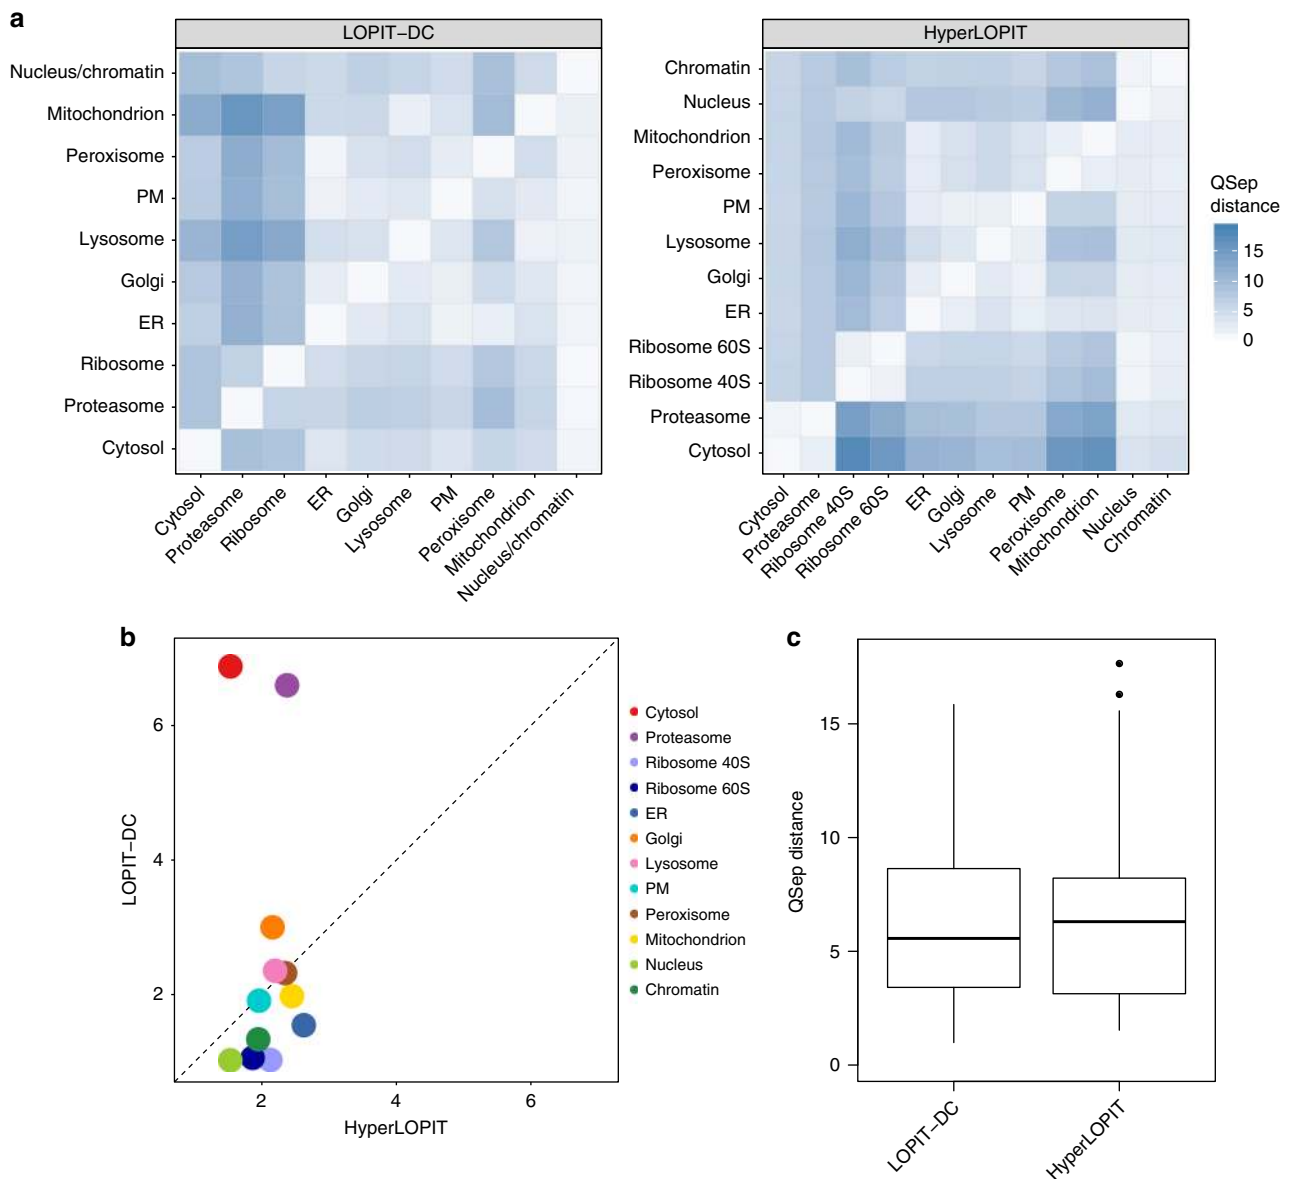 a
LOPIT–DC
HyperLOPIT
Nucleus/chromatin
Mitochondrion
Peroxisome
PM
Lysosome
Golgi
ER
Ribosome
Proteasome
Cytosol
Cytosol
Proteasome
Ribosome
ER
Golgi
Lysosome
PM
Peroxisome
Mitochondrion
Nucleus/chromatin
Chromatin
Nucleus
Mitochondrion
Peroxisome
PM
Lysosome
Golgi
ER
Ribosome 60S
Ribosome 40S
Proteasome
Cytosol
Cytosol
Proteasome
Ribosome 40S
Ribosome 60S
ER
Golgi
Lysosome
PM
Peroxisome
Mitochondrion
Nucleus
Chromatin
QSep
distance
15
10
5
0
b
6
4
2
LOPIT–DC
2
4
6
HyperLOPIT
Cytosol
Proteasome
Ribosome 40S
Ribosome 60S
ER
Golgi
Lysosome
PM
Peroxisome
Mitochondrion
Nucleus
Chromatin
c
QSep distance
15
10
5
0
LOPIT–DC
HyperLOPIT